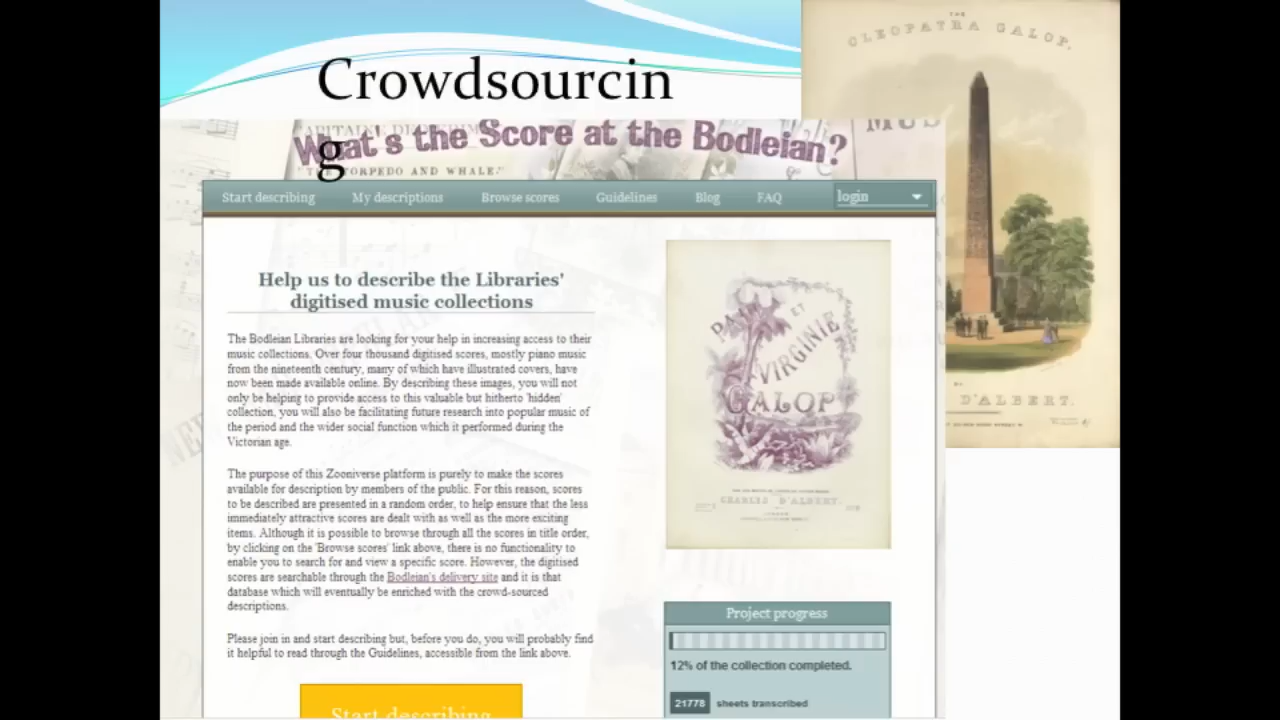 Crowdsourcin
g
What's the Score at the Bodleian?
TORPEDO AND WHALE.
Start describing
My descriptions
Browse scores
Guidelines
Blog
FAQ
login
Help us to describe the Libraries'
digitised music collections
The Bodleian Libraries are looking for your help in increasing access to their
music collections. Over four thousand digitised scores, mostly piano music
from the nineteenth century, many of which have illustrated covers, have
now been made available online. By describing these images, you will not
only be helping to provide access to this valuable but hitherto 'hidden'
collection, you will also be facilitating future research into popular music of
the period and the wider social function which it performed during the
Victorian age.
The purpose of this Zooniverse platform is purely to make the scores
available for description by members of the public. For this reason, scores
to be described are presented in a random order, to help ensure that the less
immediately attractive scores are dealt with as well as the more exciting
items. Although it is possible to browse through all the scores in title order,
by clicking on the 'Browse scores' link above, there is no functionality to
enable you to search for and view a specific score. However, the digitised
scores are searchable through the Bodleian's delivery site and it is that
database which will eventually be enriched with the crowd-sourced
descriptions.
Please join in and start describing but, before you do, you will probably find
it helpful to read through the Guidelines, accessible from the link above.
Start describing
PAUL ET
VIRGINIE
GALOP
CHARLES D'ALBERT.
Project progress
12% of the collection completed.
21778 sheets transcribed
THE
CLEOPATRA GALOP,
MUS
BY
D'ALBERT.